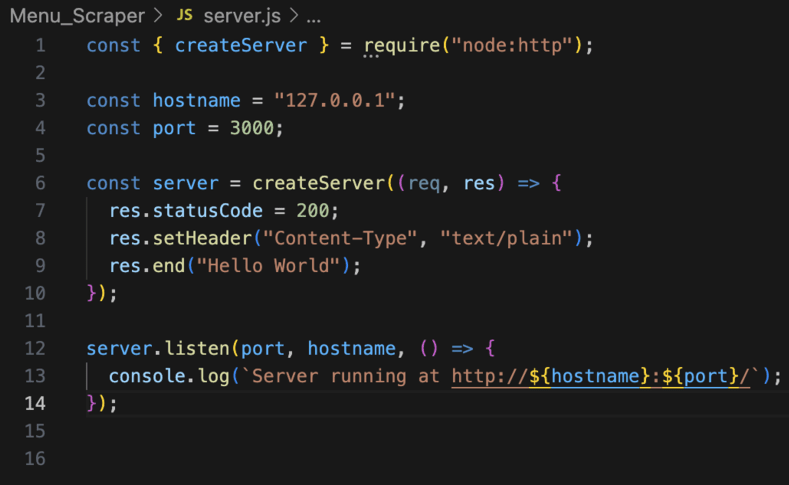 Menu_Scraper > JS server.js > ...
1 const { createServer } = require("node:http");
2
3 const hostname = "127.0.0.1";
4 const port = 3000;
5
6 const server = createServer((req, res) => {
7   res.statusCode = 200;
8   res.setHeader("Content-Type", "text/plain");
9   res.end("Hello World");
10 });
11
12 server.listen(port, hostname, () => {
13   console.log(`Server running at http://${hostname}:${port}/`);
14 });
15
16